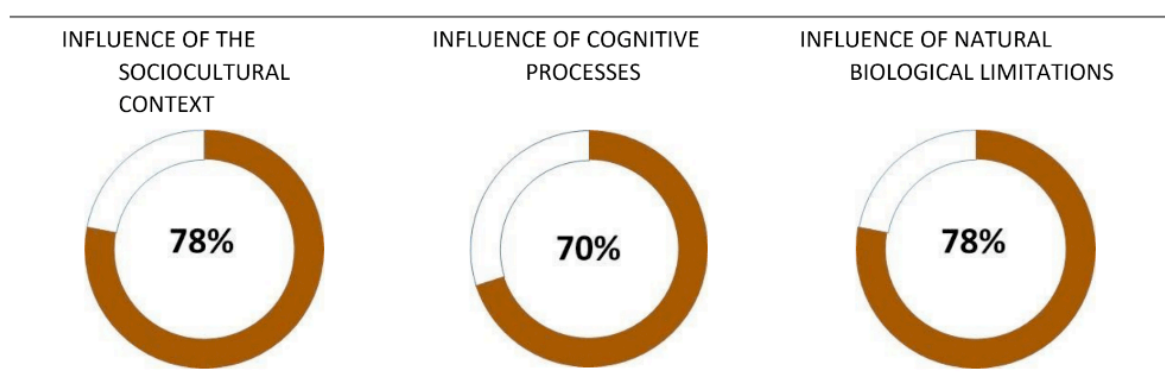 INFLUENCE OF THE
SOCIOCULTURAL
CONTEXT
78%
INFLUENCE OF COGNITIVE
PROCESSES
70%
INFLUENCE OF NATURAL
BIOLOGICAL LIMITATIONS
78%